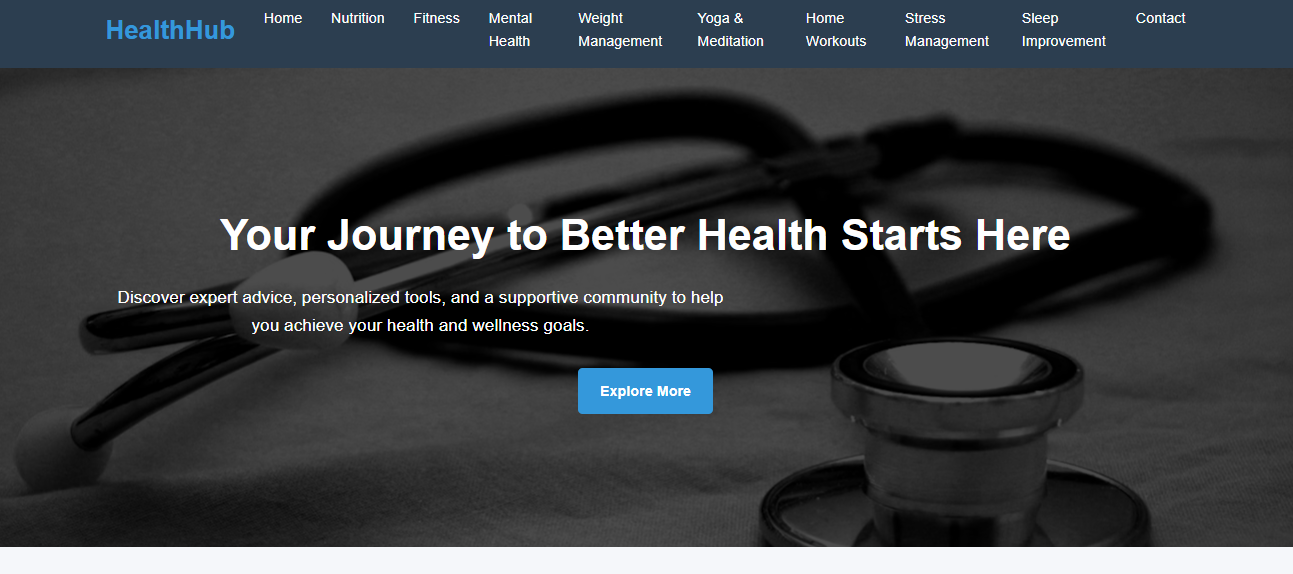 HealthHub
Home
Nutrition
Fitness
Mental
Health
Weight
Management
Yoga &
Meditation
Home
Workouts
Stress
Management
Sleep
Improvement
Contact
Your Journey to Better Health Starts Here
Discover expert advice, personalized tools, and a supportive community to help
you achieve your health and wellness goals.
Explore More